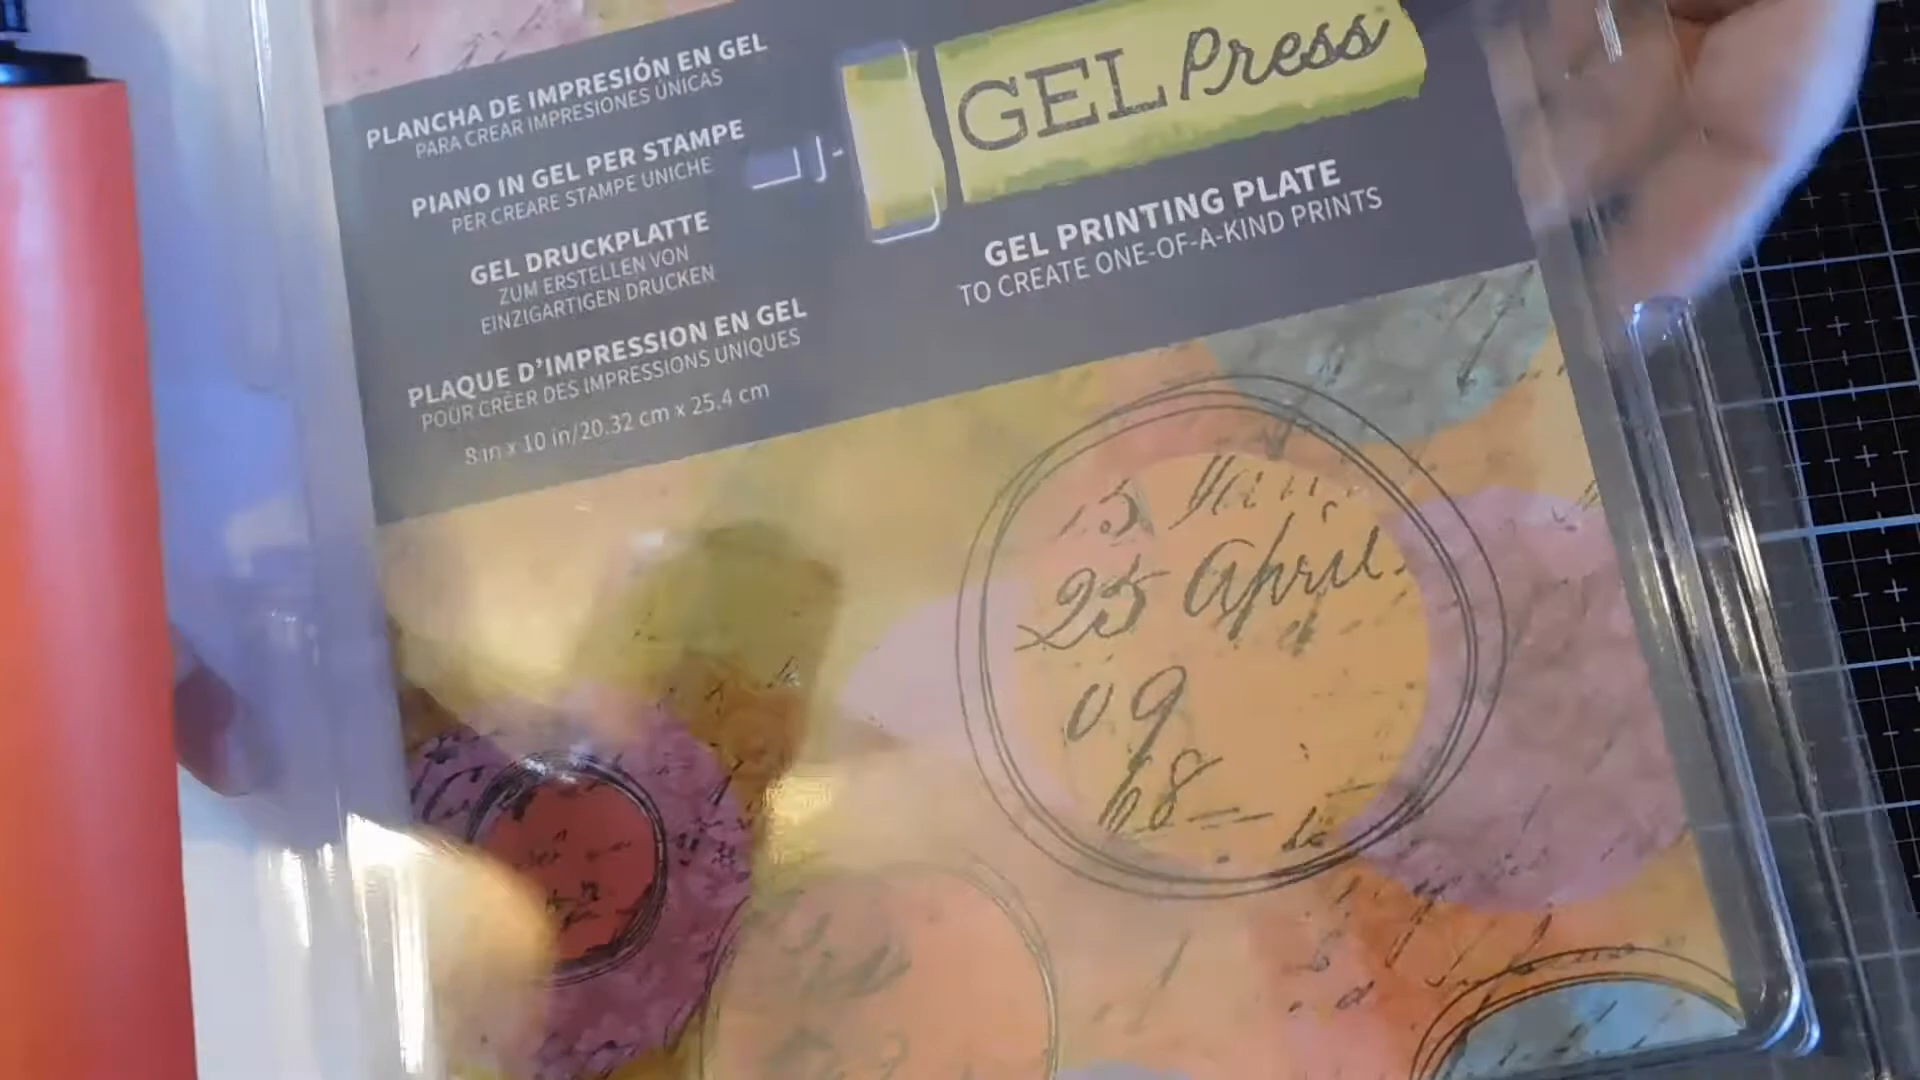 PLANCHA DE IMPRESIÓN EN GEL
PARA CREAR IMPRESIONES ÚNICAS
PIANO IN GEL PER STAMPE
PER CREARE STAMPE UNICHE
GEL DRUCKPLATTE
ZUM ERSTELLEN VON
EINZIGARTIGEN DRUCKEN
PLAQUE D'IMPRESSION EN GEL
POUR CRÉER DES IMPRESSIONS UNIQUES
8 in x 10 in/20.32 cm x 25.4 cm
GEL Press
GEL PRINTING PLATE
TO CREATE ONE-OF-A-KIND PRINTS
25 April
09
68